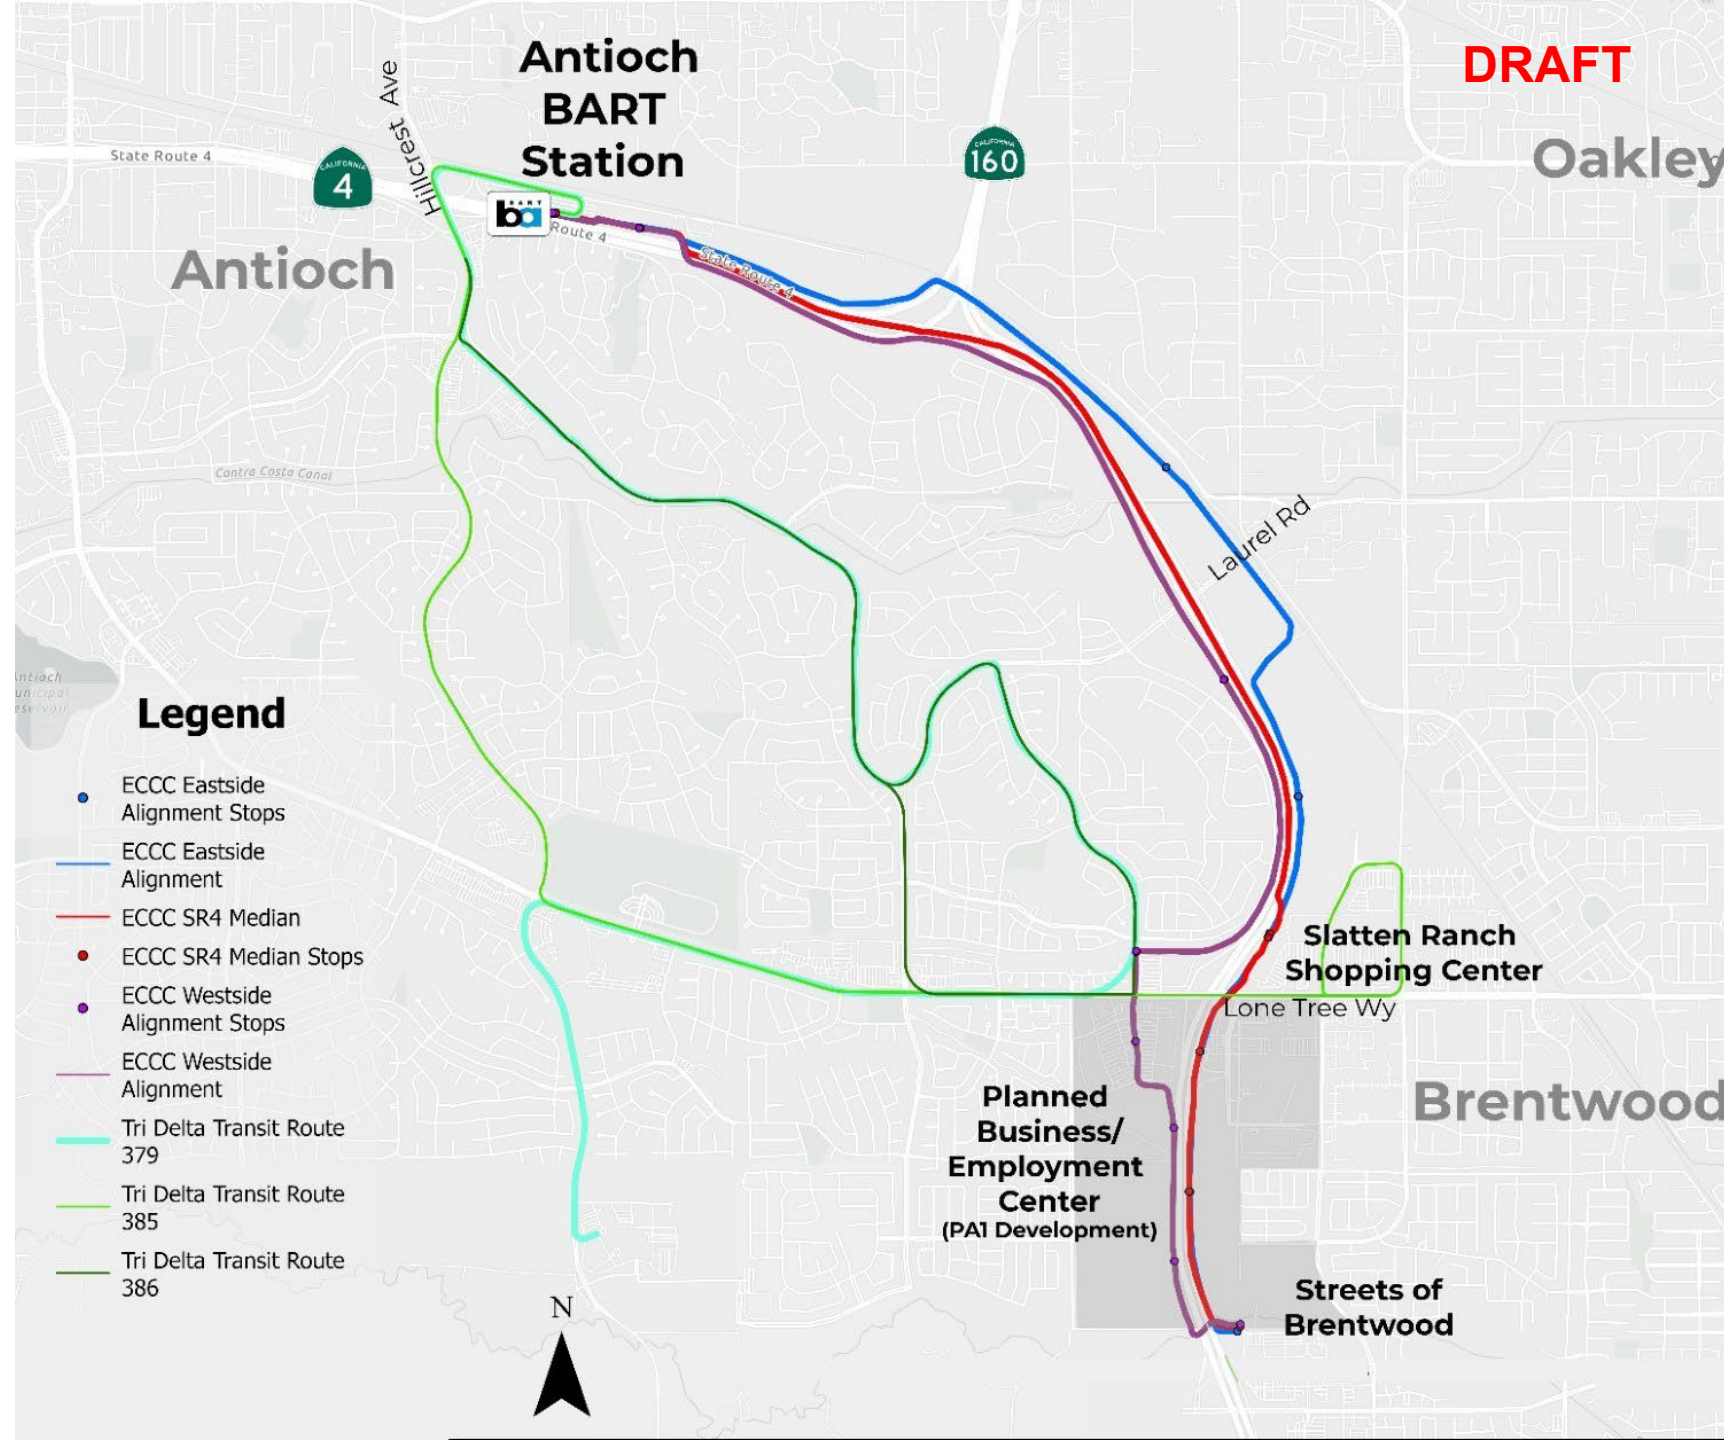 DRAFT
Antioch
BART
Station
Hillcrest Ave
State Route 4
CALIFORNIA
4
CALIFORNIA
160
Oakley
BART
ba
Route 4
Antioch
State Route 4
Contra Costa Canal
Laurel Rd
Legend
ECCC Eastside
Alignment Stops
ECCC Eastside
Alignment
ECCC SR4 Median
ECCC SR4 Median Stops
ECCC Westside
Alignment Stops
ECCC Westside
Alignment
Tri Delta Transit Route
379
Tri Delta Transit Route
385
Tri Delta Transit Route
386
Slatten Ranch
Shopping Center
Lone Tree Wy
Planned
Business/
Employment
Center
(PA1 Development)
Brentwood
Streets of
Brentwood
N